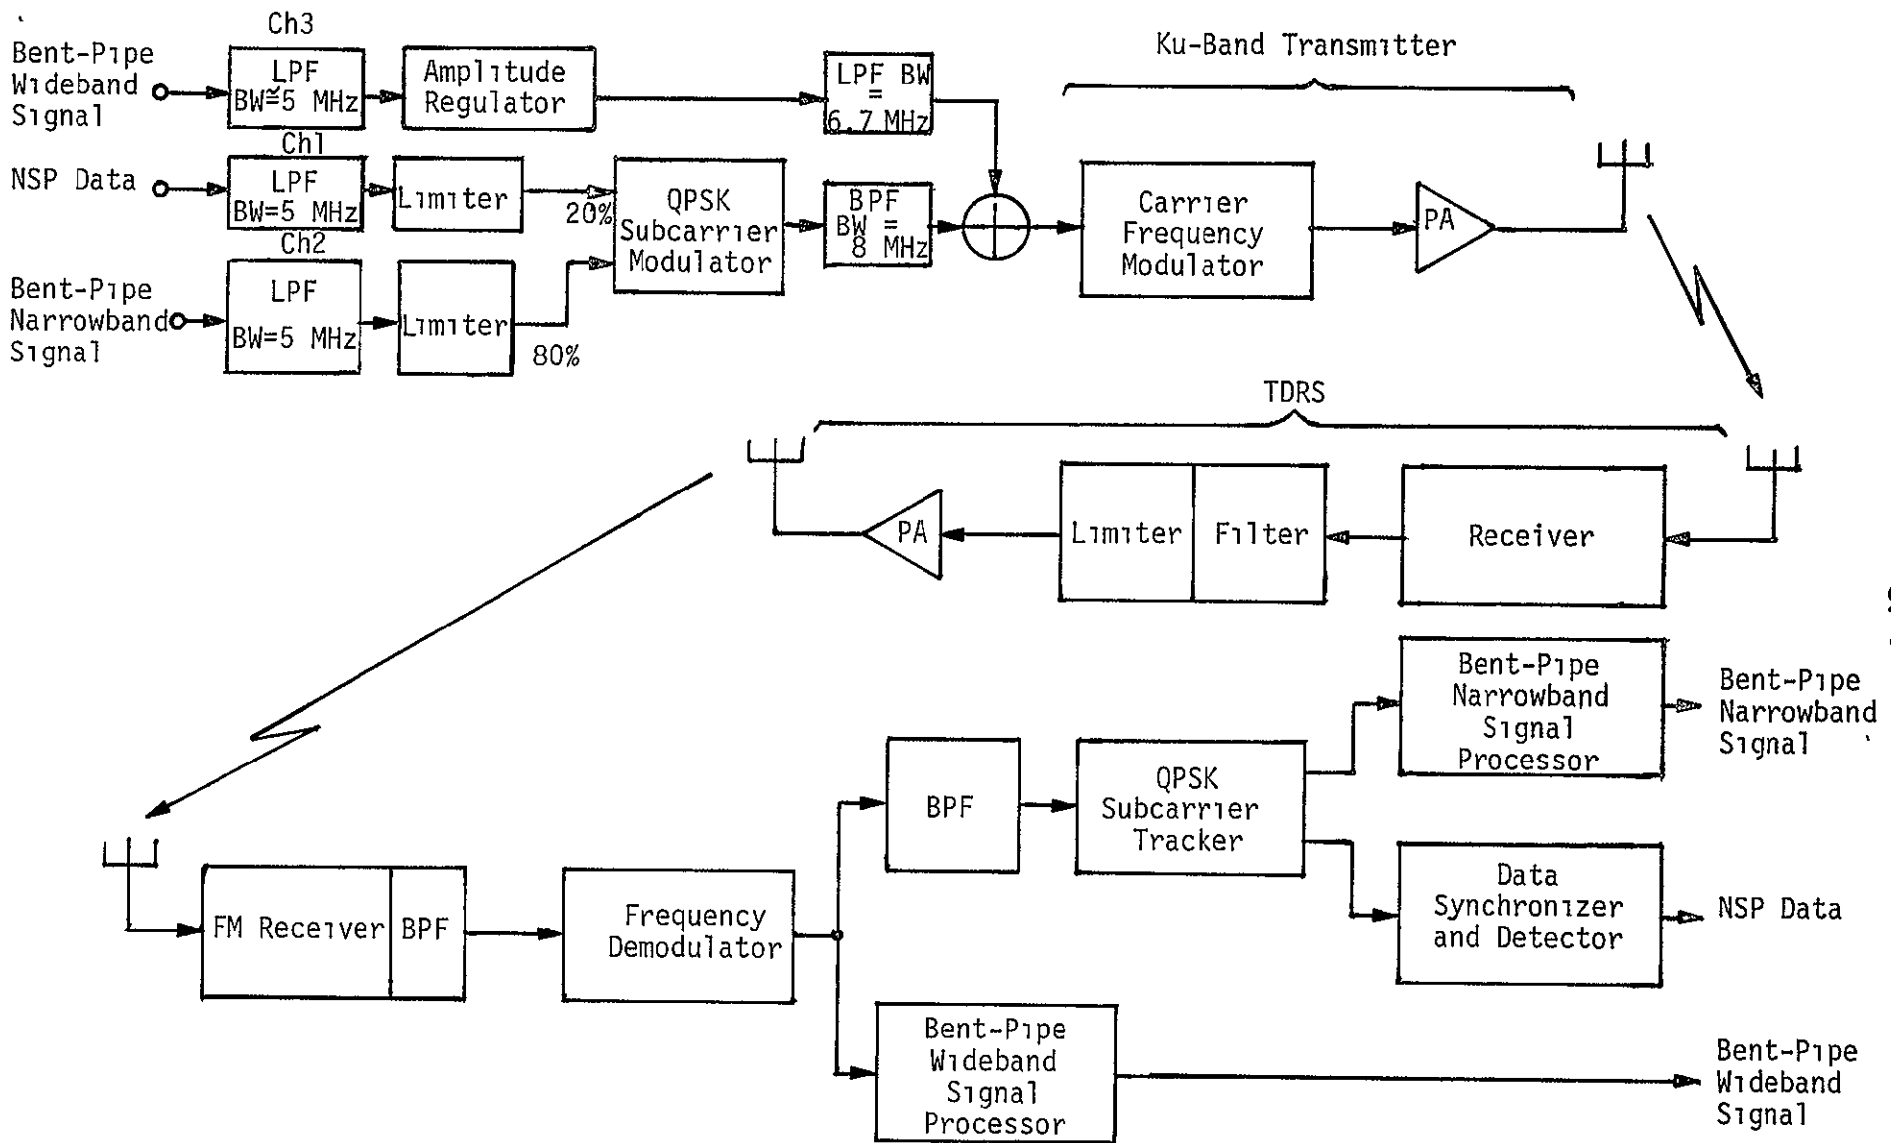 Ch3
Bent-Pipe
Wideband
Signal
LPF
BW≅5 MHz
Amplitude
Regulator
LPF BW
=
6.7 MHz
Ku-Band Transmitter
Ch1
NSP Data
LPF
BW=5 MHz
Limiter
20%
QPSK
Subcarrier
Modulator
BPF
BW =
8 MHz
Carrier
Frequency
Modulator
PA
Ch2
Bent-Pipe
Narrowband
Signal
LPF
BW=5 MHz
Limiter
80%
TDRS
PA
Limiter
Filter
Receiver
Bent-Pipe
Narrowband
Signal
Processor
Bent-Pipe
Narrowband
Signal
BPF
QPSK
Subcarrier
Tracker
FM Receiver
BPF
Frequency
Demodulator
Data
Synchronizer
and Detector
NSP Data
Bent-Pipe
Wideband
Signal
Processor
Bent-Pipe
Wideband
Signal